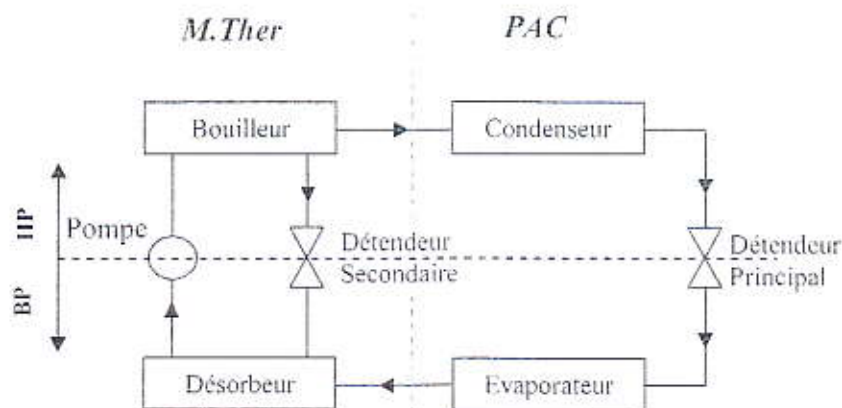 M.Ther
PAC
Bouilleur
Condenseur
HP
Pompe
Détendeur
Secondaire
Détendeur
Principal
BP
Désorbeur
Evaporateur